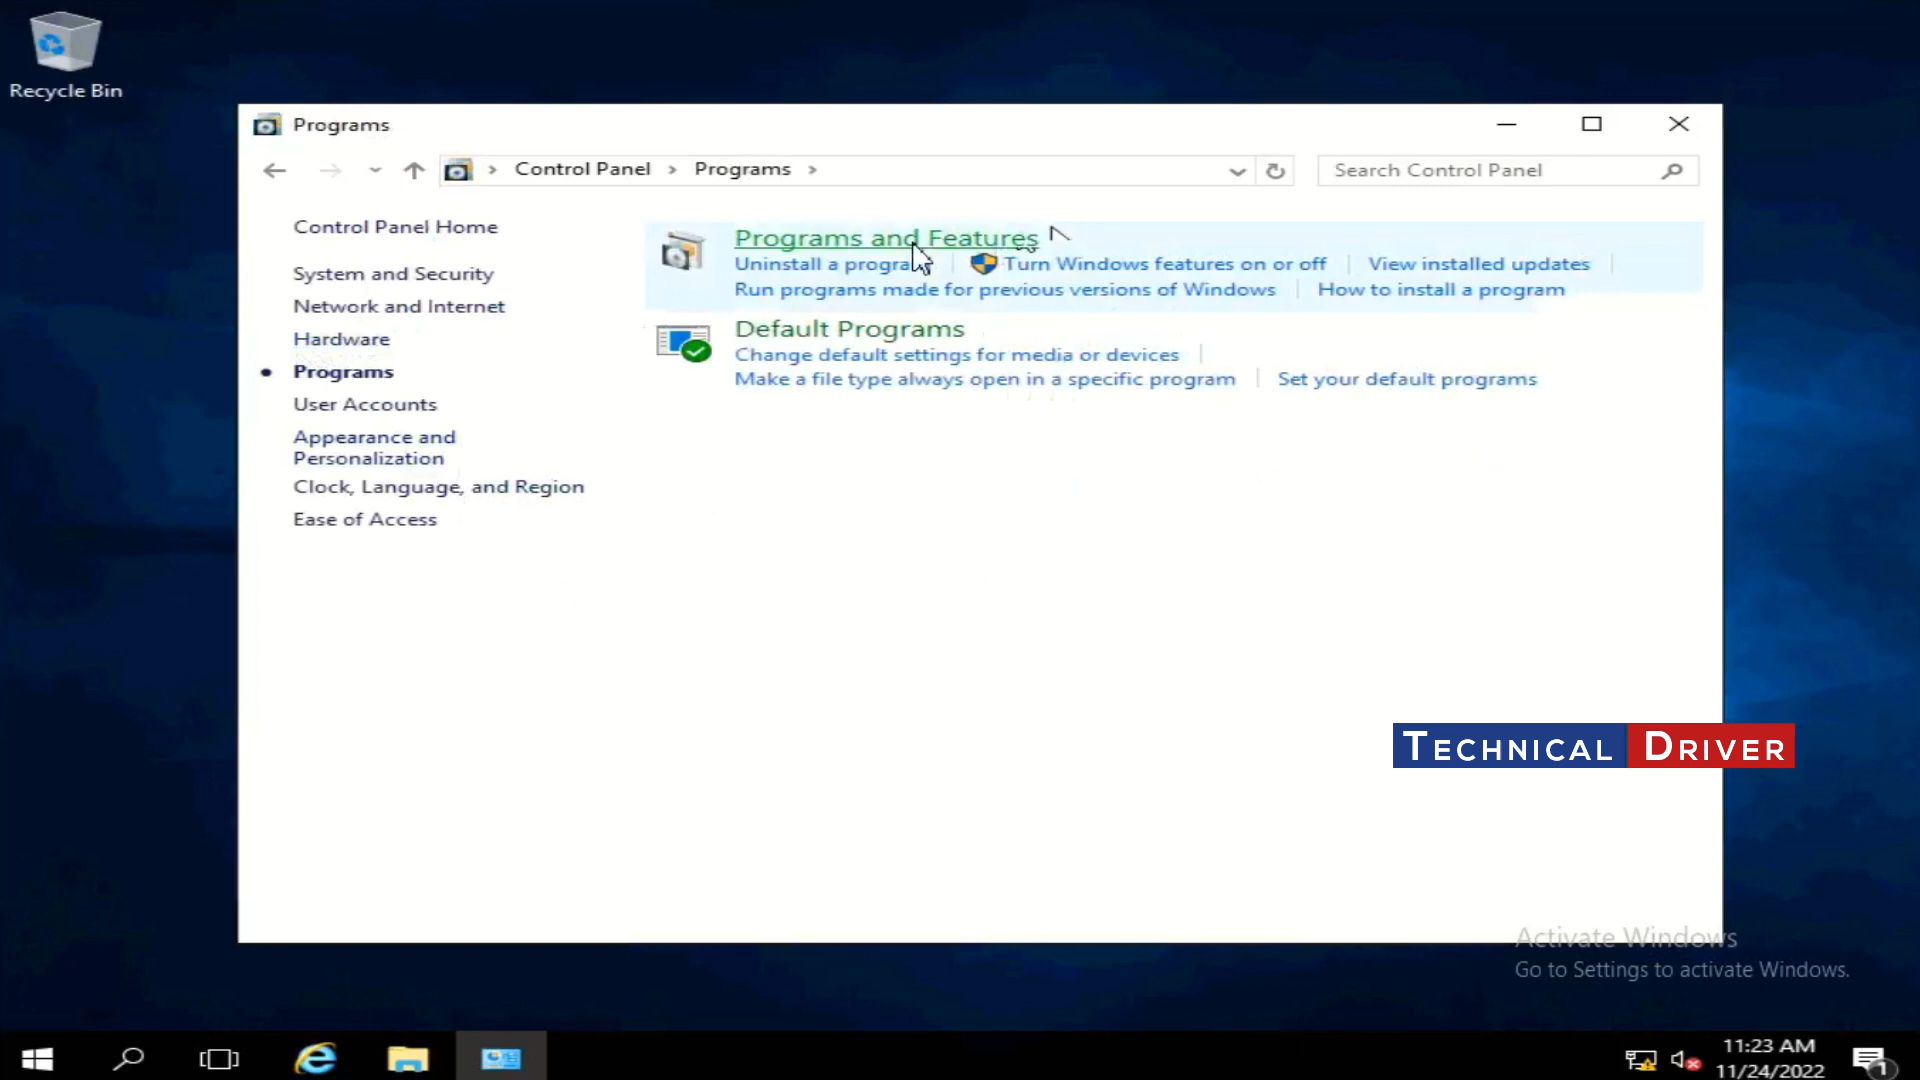 Recycle Bin
Programs
Control Panel > Programs >
Search Control Panel
Control Panel Home
System and Security
Network and Internet
Hardware
Programs
User Accounts
Appearance and
Personalization
Clock, Language, and Region
Ease of Access
Programs and Features
Uninstall a program
Turn Windows features on or off
View installed updates
Run programs made for previous versions of Windows
How to install a program
Default Programs
Change default settings for media or devices
Make a file type always open in a specific program
Set your default programs
TECHNICAL DRIVER
Activate Windows
Go to Settings to activate Windows.
11:23 AM
11/24/2022
1